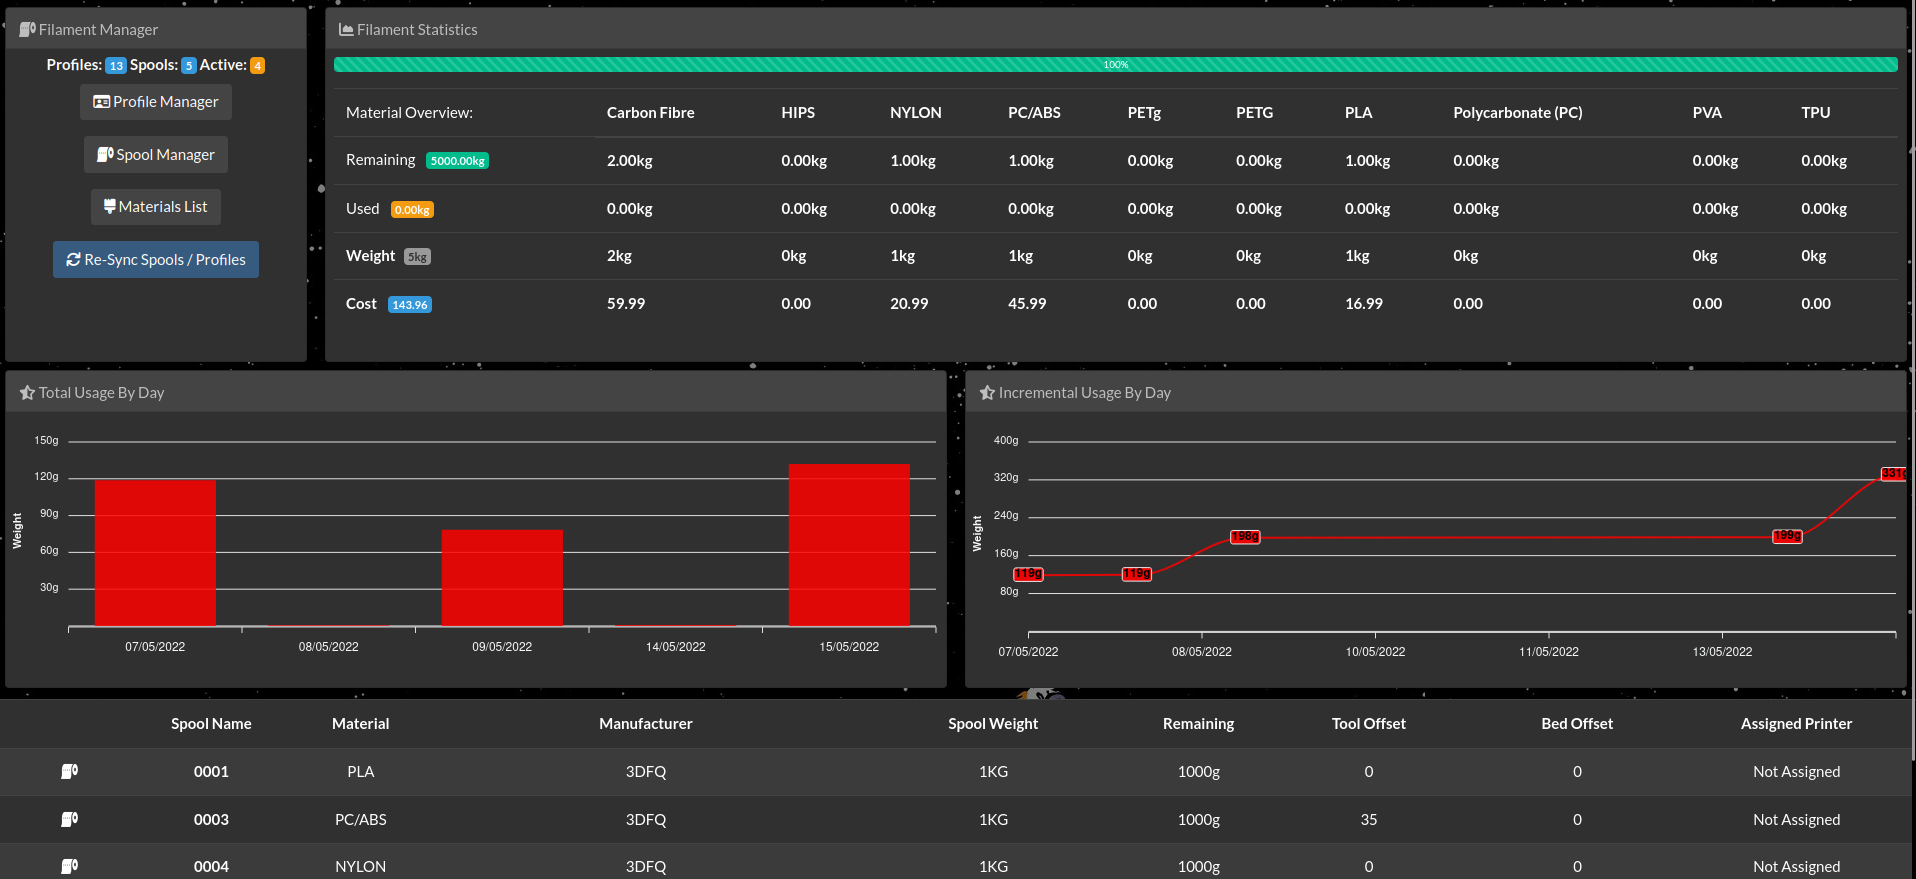 Filament Manager
Profiles: 13 Spools: 5 Active: 4
Profile Manager
Spool Manager
Materials List
Re-Sync Spools / Profiles
Filament Statistics
100%
Material Overview: Carbon Fibre HIPS NYLON PC/ABS PETg PETG PLA Polycarbonate (PC) PVA TPU
Remaining 5000.00kg 2.00kg 0.00kg 1.00kg 1.00kg 0.00kg 0.00kg 1.00kg 0.00kg 0.00kg 0.00kg
Used 0.00kg 0.00kg 0.00kg 0.00kg 0.00kg 0.00kg 0.00kg 0.00kg 0.00kg 0.00kg 0.00kg
Weight 5kg 2kg 0kg 1kg 1kg 0kg 0kg 1kg 0kg 0kg 0kg
Cost 143.96 59.99 0.00 20.99 45.99 0.00 0.00 16.99 0.00 0.00 0.00
Total Usage By Day
150g
120g
90g
60g
30g
Weight
07/05/2022 08/05/2022 09/05/2022 14/05/2022 15/05/2022
Incremental Usage By Day
400g
320g
240g
160g
80g
Weight
119g 119g 198g 199g 331g
07/05/2022 08/05/2022 10/05/2022 11/05/2022 13/05/2022
Spool Name Material Manufacturer Spool Weight Remaining Tool Offset Bed Offset Assigned Printer
0001 PLA 3DFQ 1KG 1000g 0 0 Not Assigned
0003 PC/ABS 3DFQ 1KG 1000g 35 0 Not Assigned
0004 NYLON 3DFQ 1KG 1000g 0 0 Not Assigned